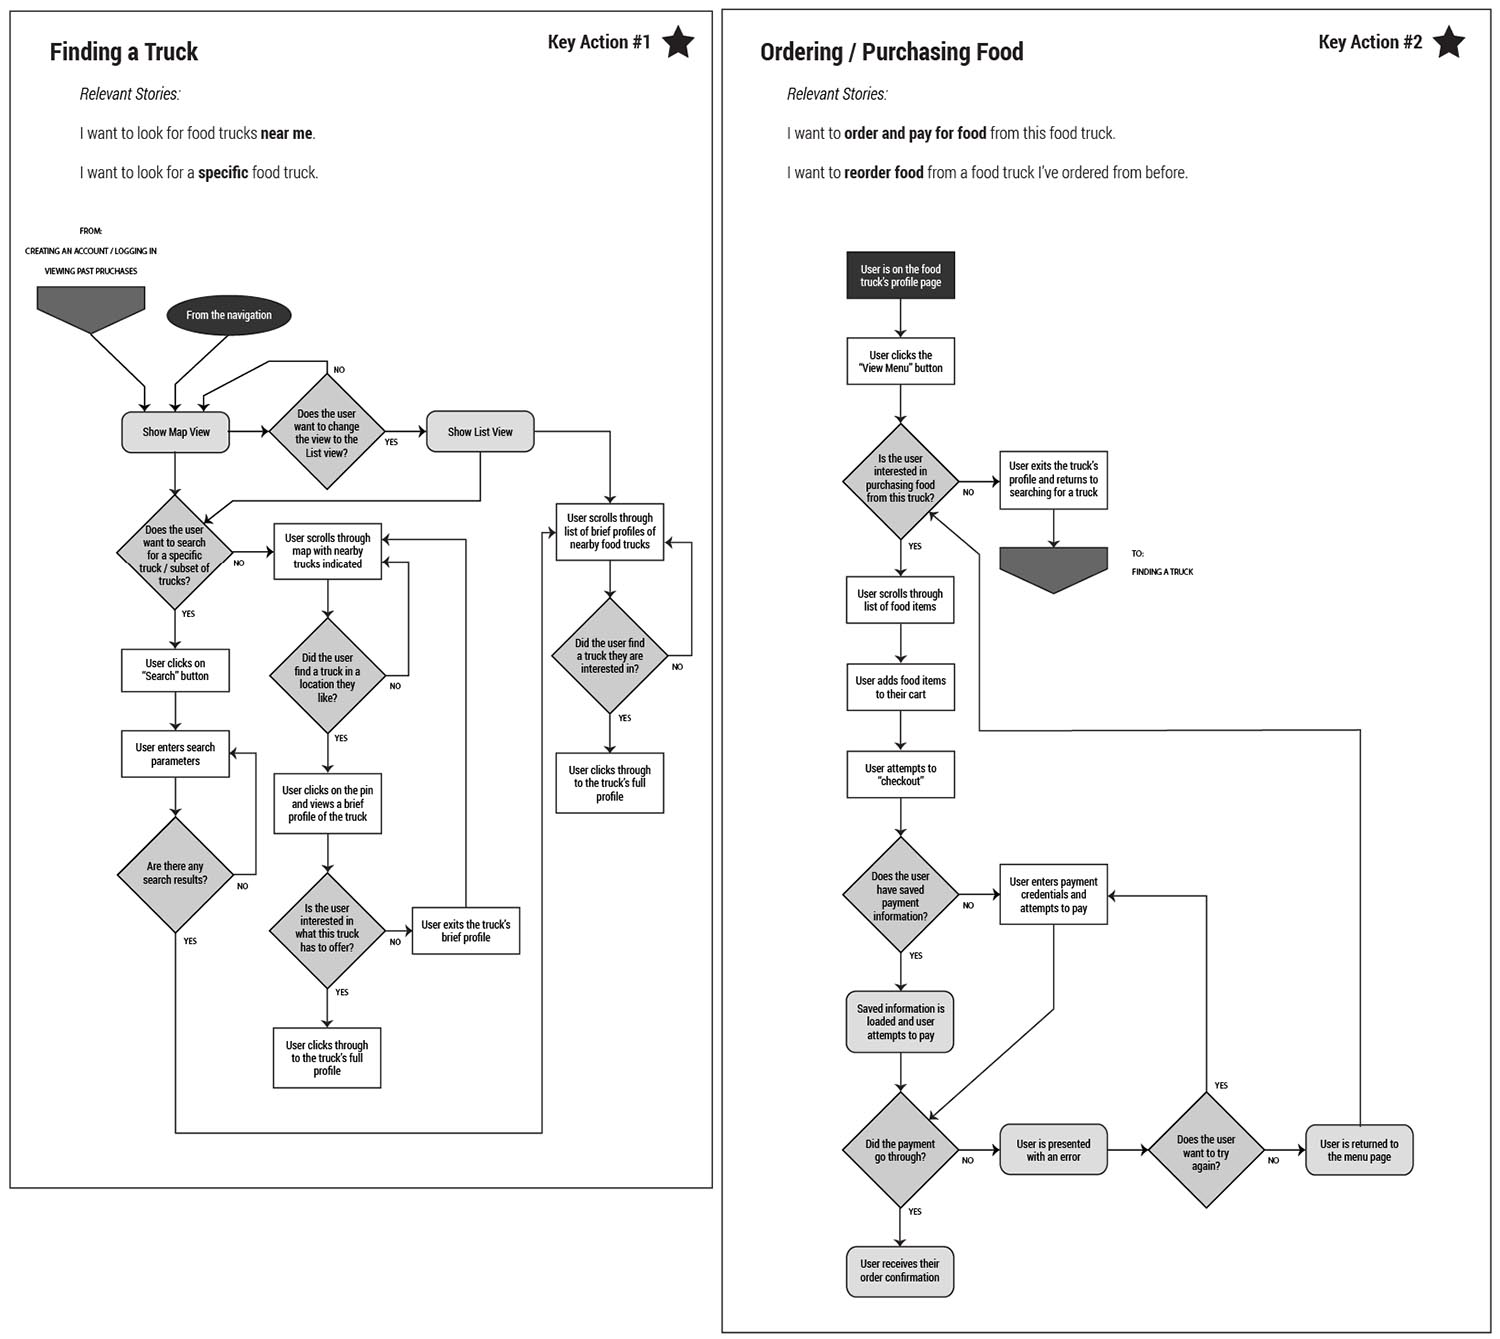 Finding a Truck
Key Action #1
Relevant Stories:
I want to look for food trucks near me.
I want to look for a specific food truck.
FROM:
CREATING AN ACCOUNT / LOGGING IN
VIEWING PAST PRUCHASES
From the navigation
NO
Show Map View
Does the user
want to change
the view to the
List view?
YES
Show List View
Does the user
want to search
for a specific
truck / subset of
trucks?
NO
YES
User scrolls through
map with nearby
trucks indicated
User scrolls through
list of brief profiles of
nearby food trucks
User clicks on
"Search" button
Did the user
find a truck in a
location they
like?
NO
YES
Did the user find
a truck they are
interested in?
NO
YES
User enters search
parameters
User clicks on the pin
and views a brief
profile of the truck
User clicks through
to the truck's full
profile
Are there any
search results?
NO
YES
Is the user
interested in
what this truck
has to offer?
NO
YES
User exits the truck's
brief profile
User clicks through
to the truck's full
profile
Ordering / Purchasing Food
Key Action #2
Relevant Stories:
I want to order and pay for food from this food truck.
I want to reorder food from a food truck I've ordered from before.
User is on the food
truck's profile page
User clicks the
"View Menu" button
Is the user
interested in
purchasing food
from this truck?
NO
YES
User exits the truck's
profile and returns to
searching for a truck
TO:
FINDING A TRUCK
User scrolls through
list of food items
User adds food items
to their cart
User attempts to
"checkout"
Does the user
have saved
payment
information?
NO
YES
User enters payment
credentials and
attempts to pay
Saved information is
loaded and user
attempts to pay
Did the payment
go through?
NO
YES
User is presented
with an error
YES
Does the user
want to try
again?
NO
User is returned to
the menu page
User receives their
order confirmation